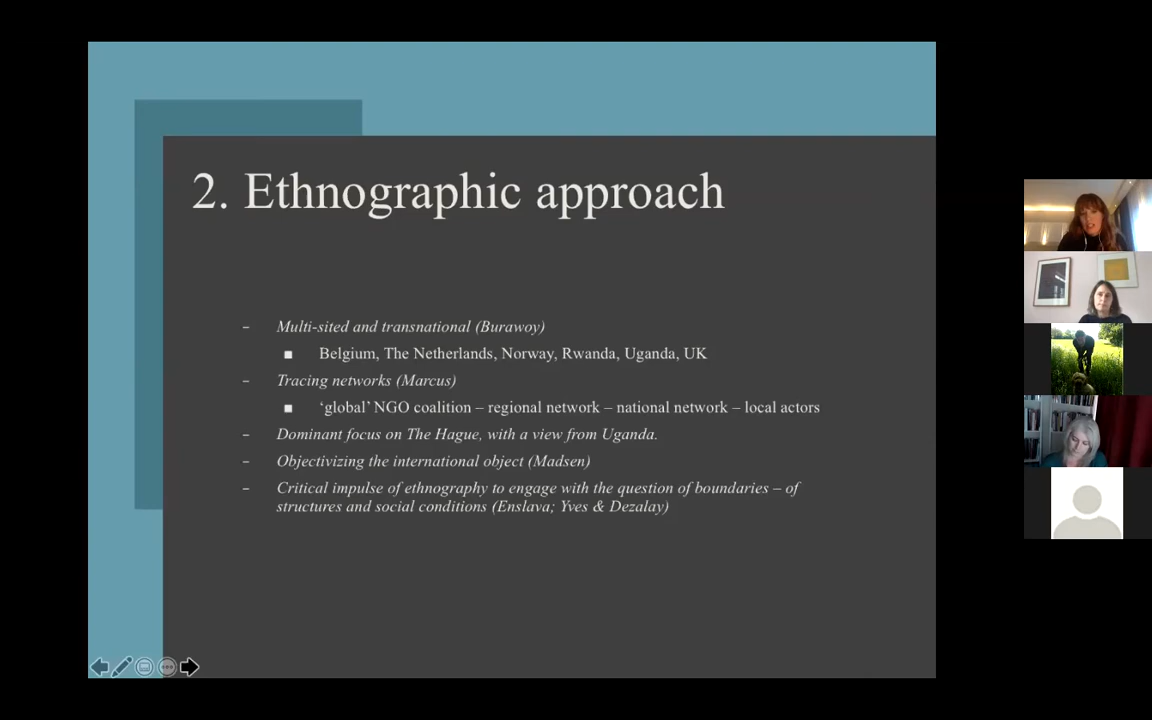 2. Ethnographic approach
– Multi-sited and transnational (Burawoy)
■ Belgium, The Netherlands, Norway, Rwanda, Uganda, UK
– Tracing networks (Marcus)
■ ‘global’ NGO coalition – regional network – national network – local actors
– Dominant focus on The Hague, with a view from Uganda.
– Objectivizing the international object (Madsen)
– Critical impulse of ethnography to engage with the question of boundaries – of
structures and social conditions (Enslava; Yves & Dezalay)